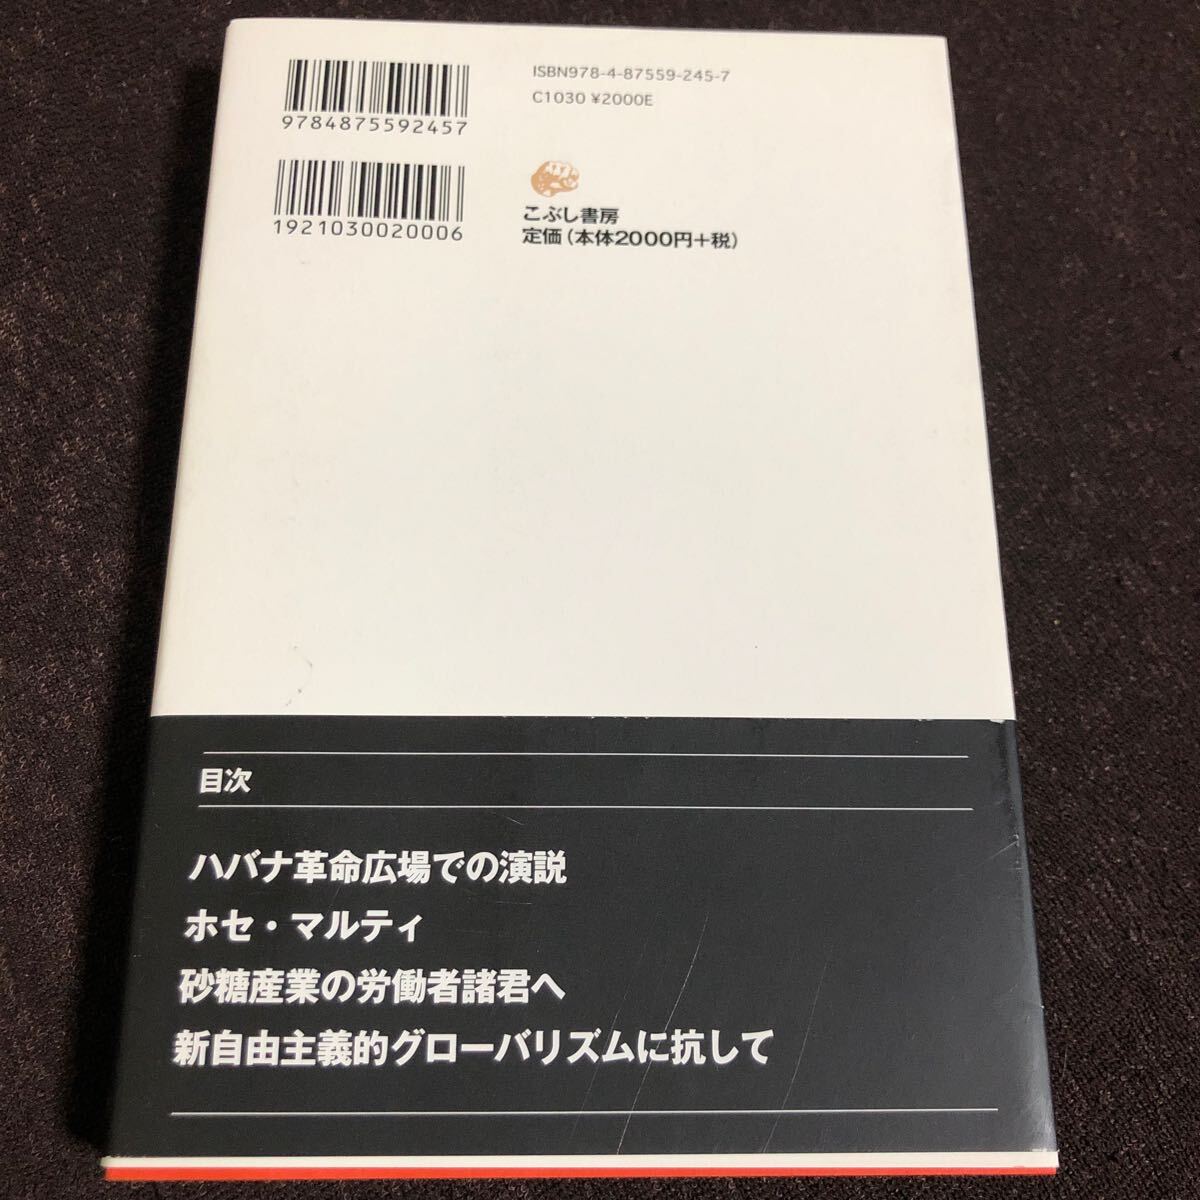 9784875592457
ISBN978-4-87559-245-7
C1030 ¥2000E
1921030020006
こぶし書房
定価(本体2000円+税)
目次
ハバナ革命広場での演説
ホセ・マルティ
砂糖産業の労働者諸君へ
新自由主義的グローバリズムに抗して